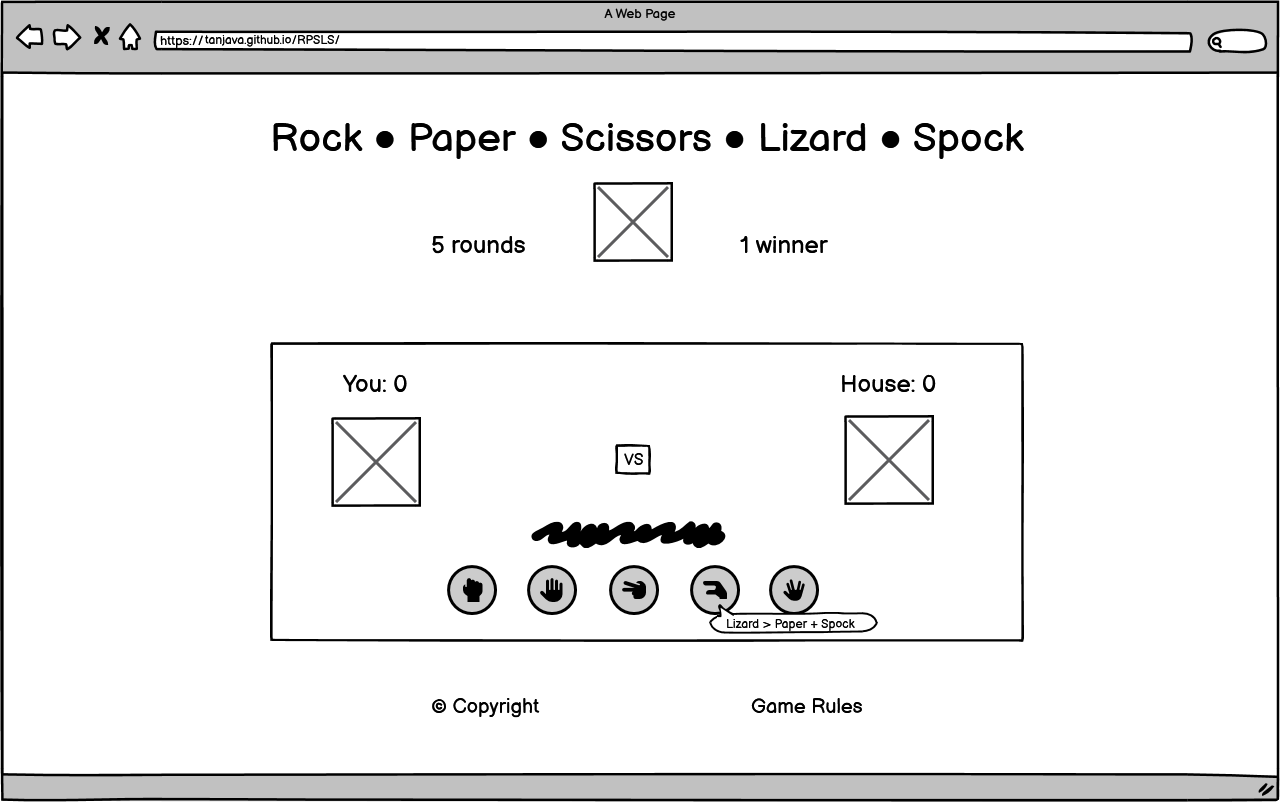 A Web Page
https://tanjava.github.io/RPSLS/
Rock ● Paper ● Scissors ● Lizard ● Spock
5 rounds
1 winner
You: 0
House: 0
VS
Lizard > Paper + Spock
© Copyright
Game Rules